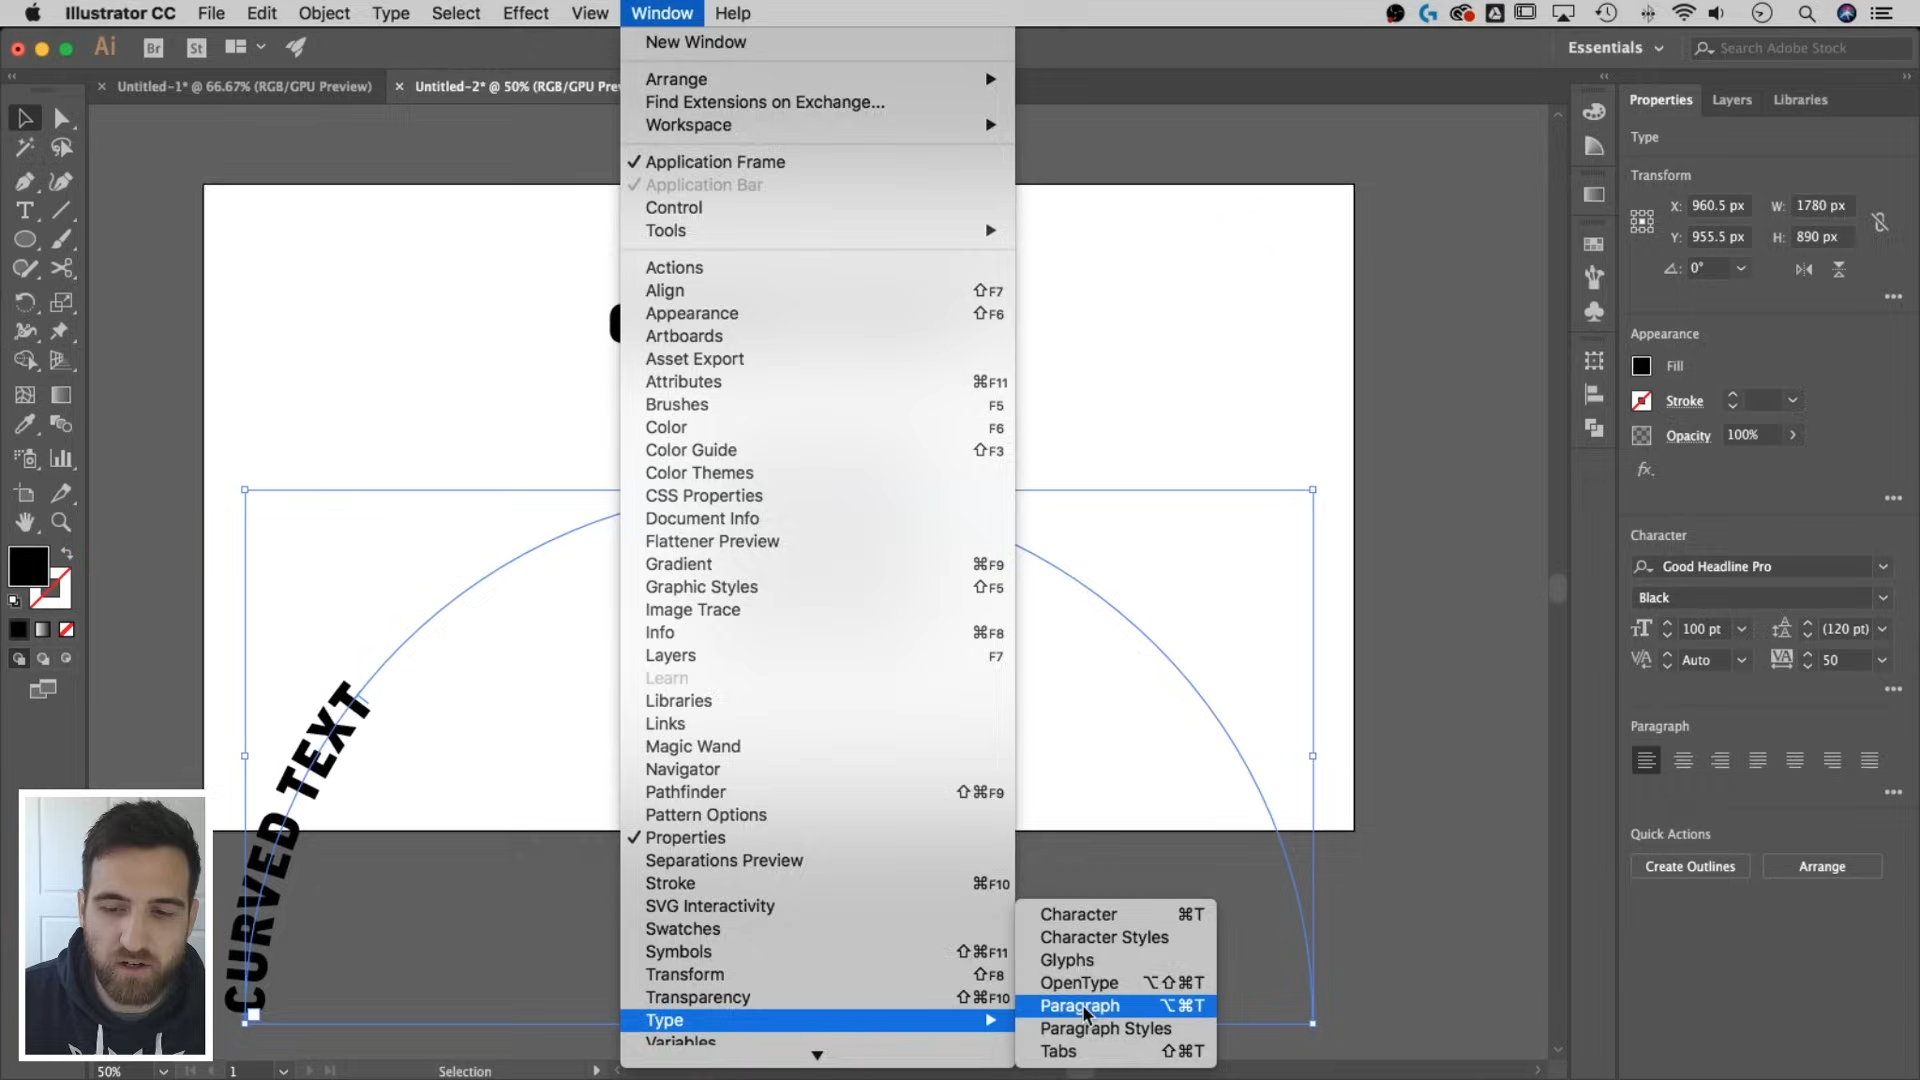 Illustrator CC File Edit Object Type Select Effect View Window Help
Ai Br St
Essentials Search Adobe Stock
Untitled-1* @ 66.67% (RGB/GPU Preview)
Untitled-2* @ 50% (RGB/GPU Pre
New Window
Arrange
Find Extensions on Exchange...
Workspace
Application Frame
Application Bar
Control
Tools
Actions
Align ⇧F7
Appearance ⇧F6
Artboards
Asset Export
Attributes ⌘F11
Brushes F5
Color F6
Color Guide ⇧F3
Color Themes
CSS Properties
Document Info
Flattener Preview
Gradient ⌘F9
Graphic Styles ⇧F5
Image Trace
Info ⌘F8
Layers F7
Learn
Libraries
Links
Magic Wand
Navigator
Pathfinder ⇧⌘F9
Pattern Options
Properties
Separations Preview
Stroke ⌘F10
SVG Interactivity
Swatches
Symbols ⇧⌘F11
Transform ⇧F8
Transparency ⇧⌘F10
Type
Variables
Character ⌘T
Character Styles
Glyphs
OpenType ⌥⇧⌘T
Paragraph ⌥⌘T
Paragraph Styles
Tabs ⇧⌘T
CURVED TEXT
Properties Layers Libraries
Type
Transform
X: 960.5 px W: 1780 px
Y: 955.5 px H: 890 px
0°
Appearance
Fill
Stroke
Opacity 100%
fx.
Character
Good Headline Pro
Black
100 pt (120 pt)
Auto 50
Paragraph
Quick Actions
Create Outlines Arrange
50% 1 Selection